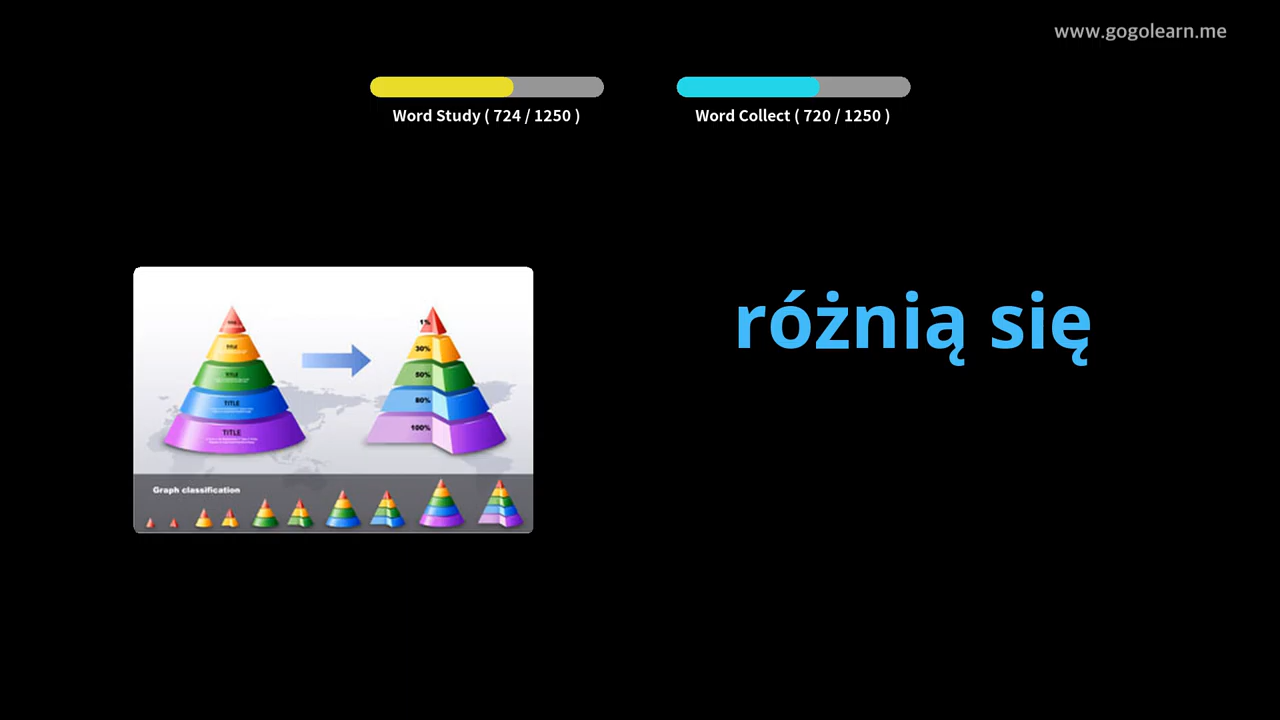 www.gogolearn.me
Word Study ( 724 / 1250 )
Word Collect ( 720 / 1250 )
różnią się
TITLE
TITLE
TITLE
TITLE
1%
30%
50%
80%
100%
Graph classification